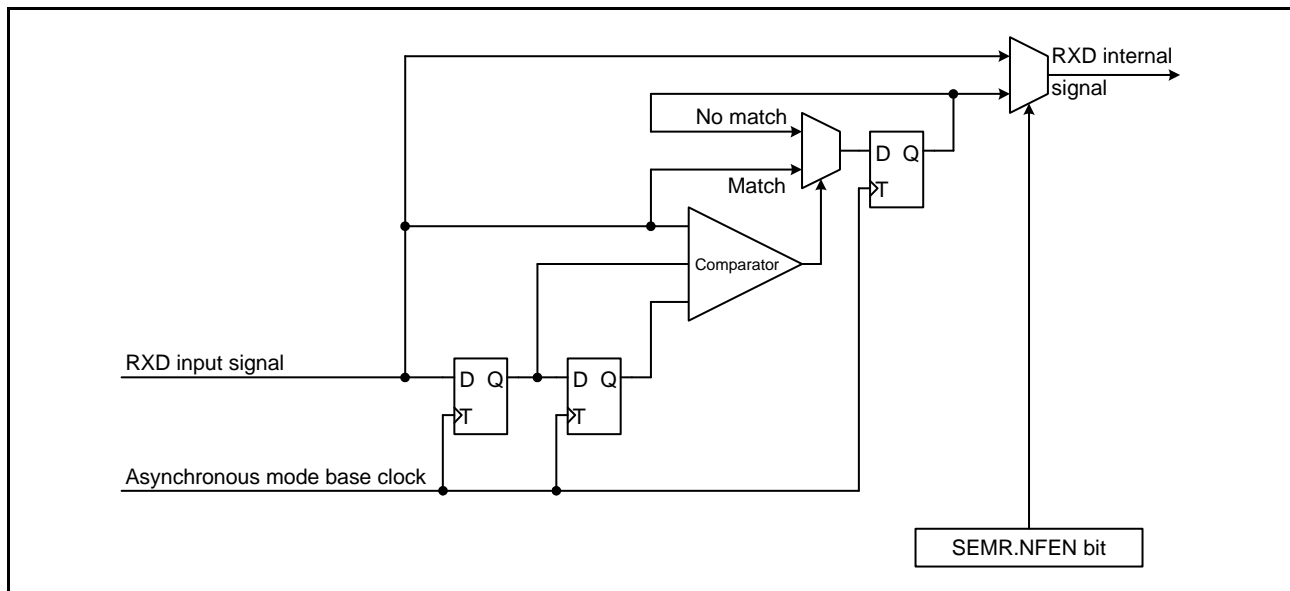 RXD internal
signal
No match
D Q
T
Match
Comparator
RXD input signal
D Q
T
D Q
T
Asynchronous mode base clock
SEMR.NFEN bit